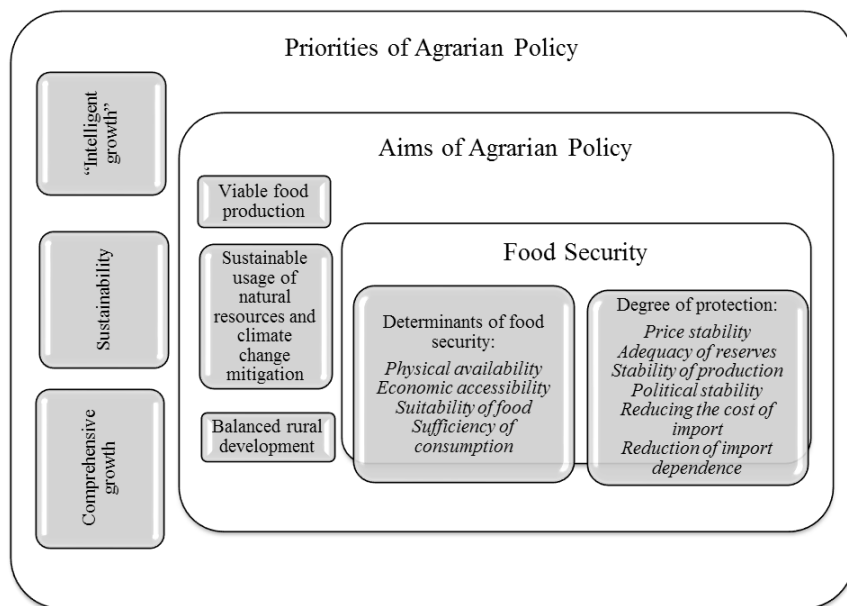 Priorities of Agrarian Policy
“Intelligent
growth”
Sustainability
Comprehensive
growth
Aims of Agrarian Policy
Viable food
production
Sustainable
usage of
natural
resources and
climate
change
mitigation
Balanced rural
development
Food Security
Determinants of food
security:
Physical availability
Economic accessibility
Suitability of food
Sufficiency of
consumption
Degree of protection:
Price stability
Adequacy of reserves
Stability of production
Political stability
Reducing the cost of
import
Reduction of import
dependence